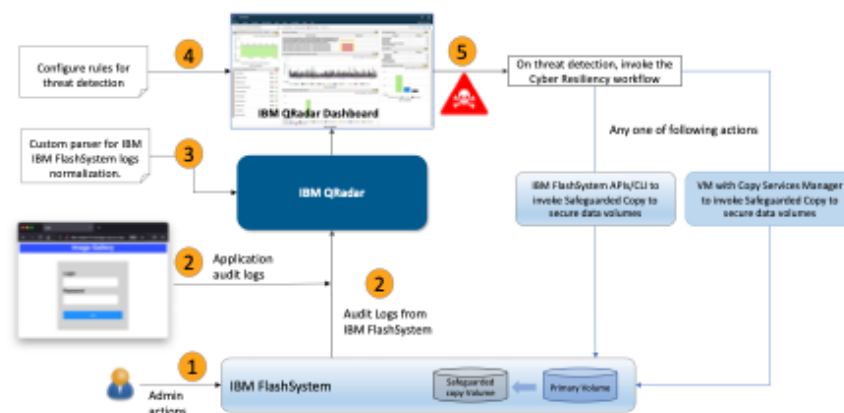 4
Configure rules for
threat detection
IBM QRadar Dashboard
5
On threat detection, invoke the
Cyber Resiliency workflow
Any one of following actions
Custom parser for IBM
IBM FlashSystem logs
normalization.
3
IBM QRadar
IBM FlashSystem APIs/CLI to
invoke Safeguarded Copy to
secure data volumes
VM with Copy Services Manager
to invoke Safeguarded Copy to
secure data volumes
Image Gallery
Login
Password
2
Application
audit logs
2
Audit Logs from
IBM FlashSystem
1
Admin
actions
IBM FlashSystem
Safeguarded
copy Volume
Primary Volume